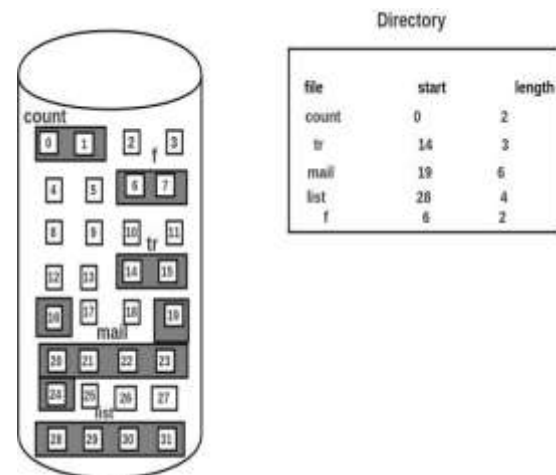 Directory
file start length
count 0 2
tr 14 3
mail 19 6
list 28 4
f 6 2
count
0 1 2 3
f
4 5 6 7
8 9 10 11
tr
12 13 14 15
16 17 18 19
mail
20 21 22 23
24 25 26 27
list
28 29 30 31